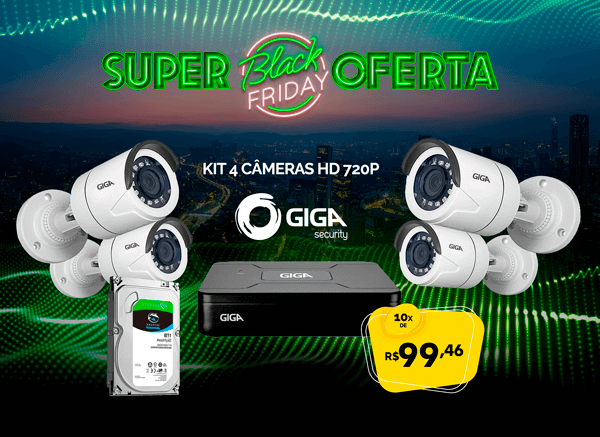 SUPER Black FRIDAY OFERTA
KIT 4 CÂMERAS HD 720P
GIGA
GIGA
GIGA
GIGA
GIGA
security
GIGA
GIGA
10x
DE
R$99,46